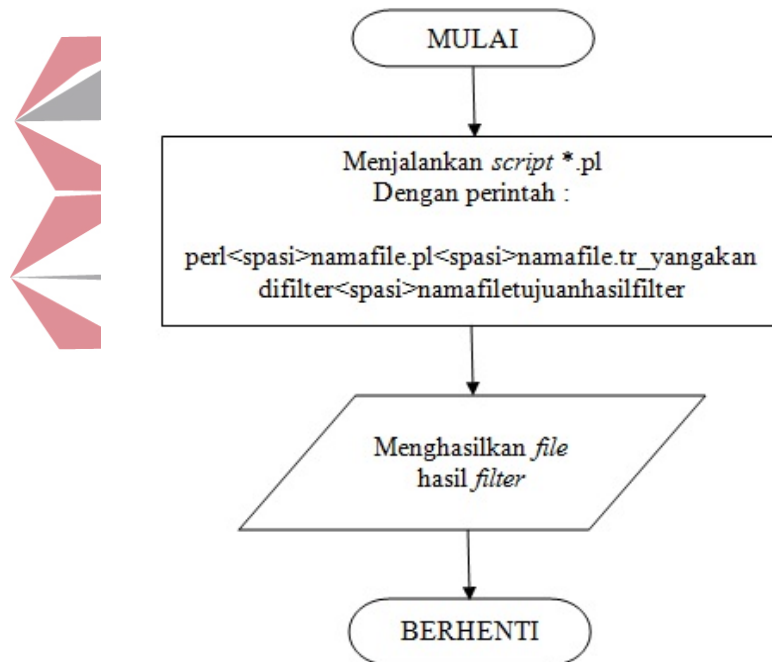 MULAI
Menjalankan script *.pl
Dengan perintah :
perl<spasi>namafile.pl<spasi>namafile.tr_yangakan
difilter<spasi>namafiletujuanhasilfilter
Menghasilkan file
hasil filter
BERHENTI